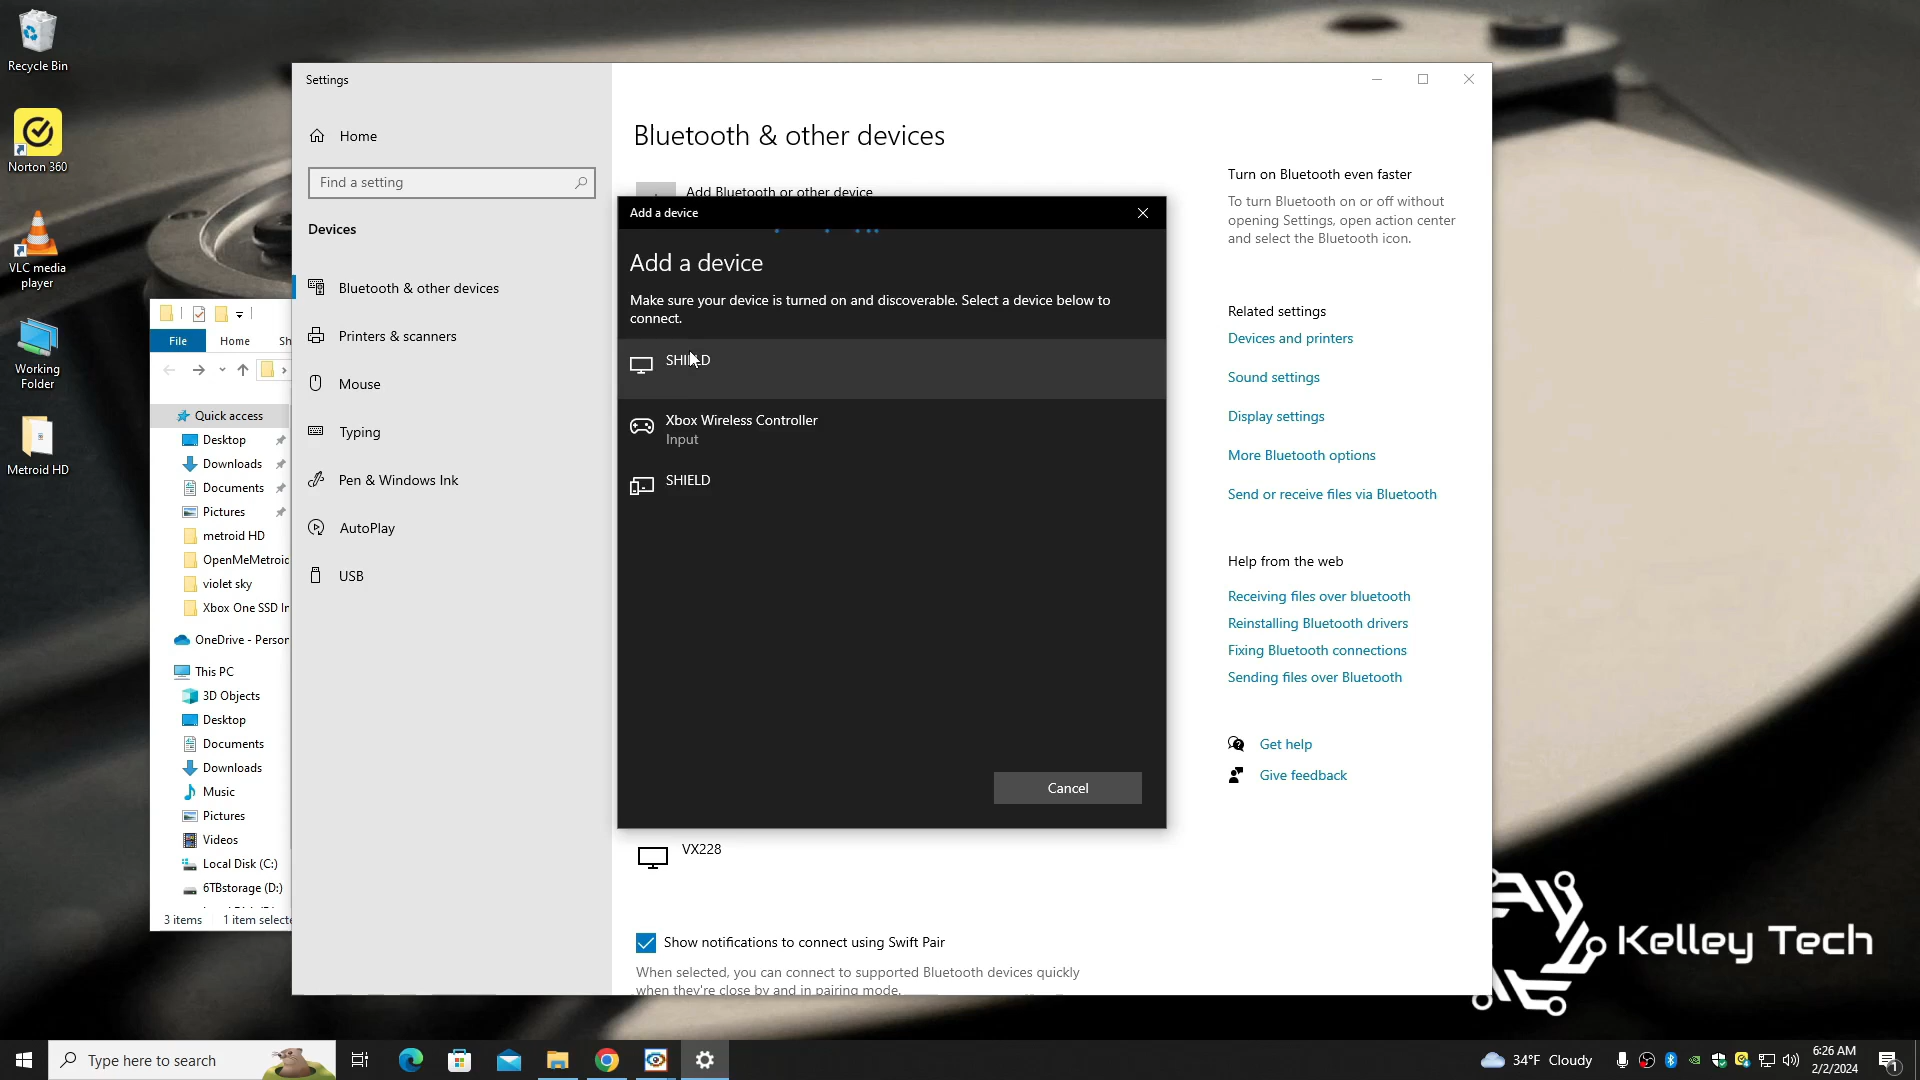 Recycle Bin
Norton 360
VLC media
player
Working
Folder
Metroid HD
File
Home
Sh
Quick access
Desktop
Downloads
Documents
Pictures
metroid HD
OpenMeMetroid
violet sky
Xbox One SSD In
OneDrive - Person
This PC
3D Objects
Desktop
Documents
Downloads
Music
Pictures
Videos
Local Disk (C:)
6TBstorage (D:)
3 items
1 item selecte
Settings
Home
Find a setting
Devices
Bluetooth & other devices
Printers & scanners
Mouse
Typing
Pen & Windows Ink
AutoPlay
USB
Bluetooth & other devices
Add Bluetooth or other device
Add a device
Add a device
Make sure your device is turned on and discoverable. Select a device below to
connect.
SHIELD
Xbox Wireless Controller
Input
SHIELD
Cancel
VX228
Show notifications to connect using Swift Pair
When selected, you can connect to supported Bluetooth devices quickly
when they're close by and in pairing mode.
Turn on Bluetooth even faster
To turn Bluetooth on or off without
opening Settings, open action center
and select the Bluetooth icon.
Related settings
Devices and printers
Sound settings
Display settings
More Bluetooth options
Send or receive files via Bluetooth
Help from the web
Receiving files over bluetooth
Reinstalling Bluetooth drivers
Fixing Bluetooth connections
Sending files over Bluetooth
Get help
Give feedback
Kelley Tech
Type here to search
34°F Cloudy
6:26 AM
2/2/2024
1